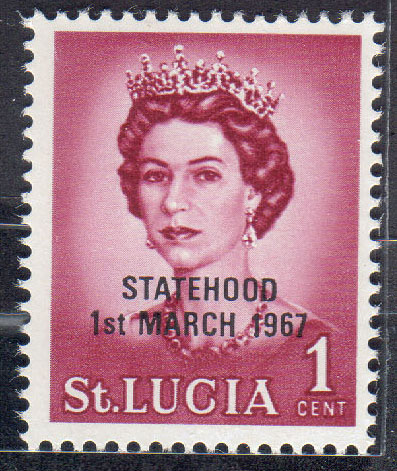 STATEHOOD
1st MARCH 1967
St. LUCIA 1 CENT